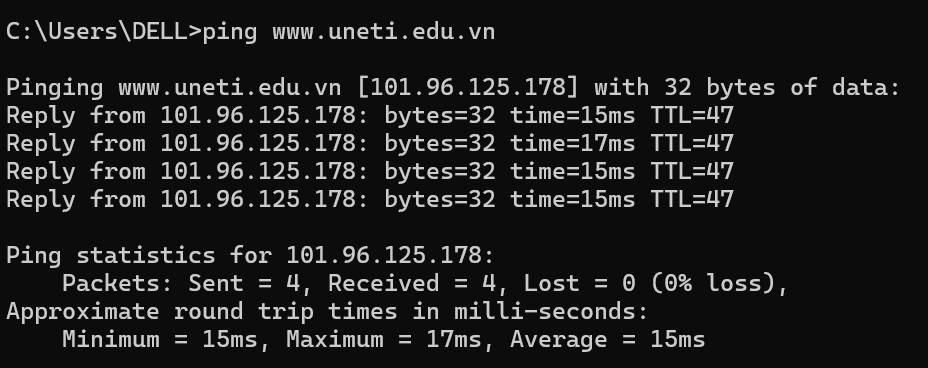 C:\Users\DELL>ping www.uneti.edu.vn
Pinging www.uneti.edu.vn [101.96.125.178] with 32 bytes of data:
Reply from 101.96.125.178: bytes=32 time=15ms TTL=47
Reply from 101.96.125.178: bytes=32 time=17ms TTL=47
Reply from 101.96.125.178: bytes=32 time=15ms TTL=47
Reply from 101.96.125.178: bytes=32 time=15ms TTL=47
Ping statistics for 101.96.125.178:
    Packets: Sent = 4, Received = 4, Lost = 0 (0% loss),
Approximate round trip times in milli-seconds:
    Minimum = 15ms, Maximum = 17ms, Average = 15ms